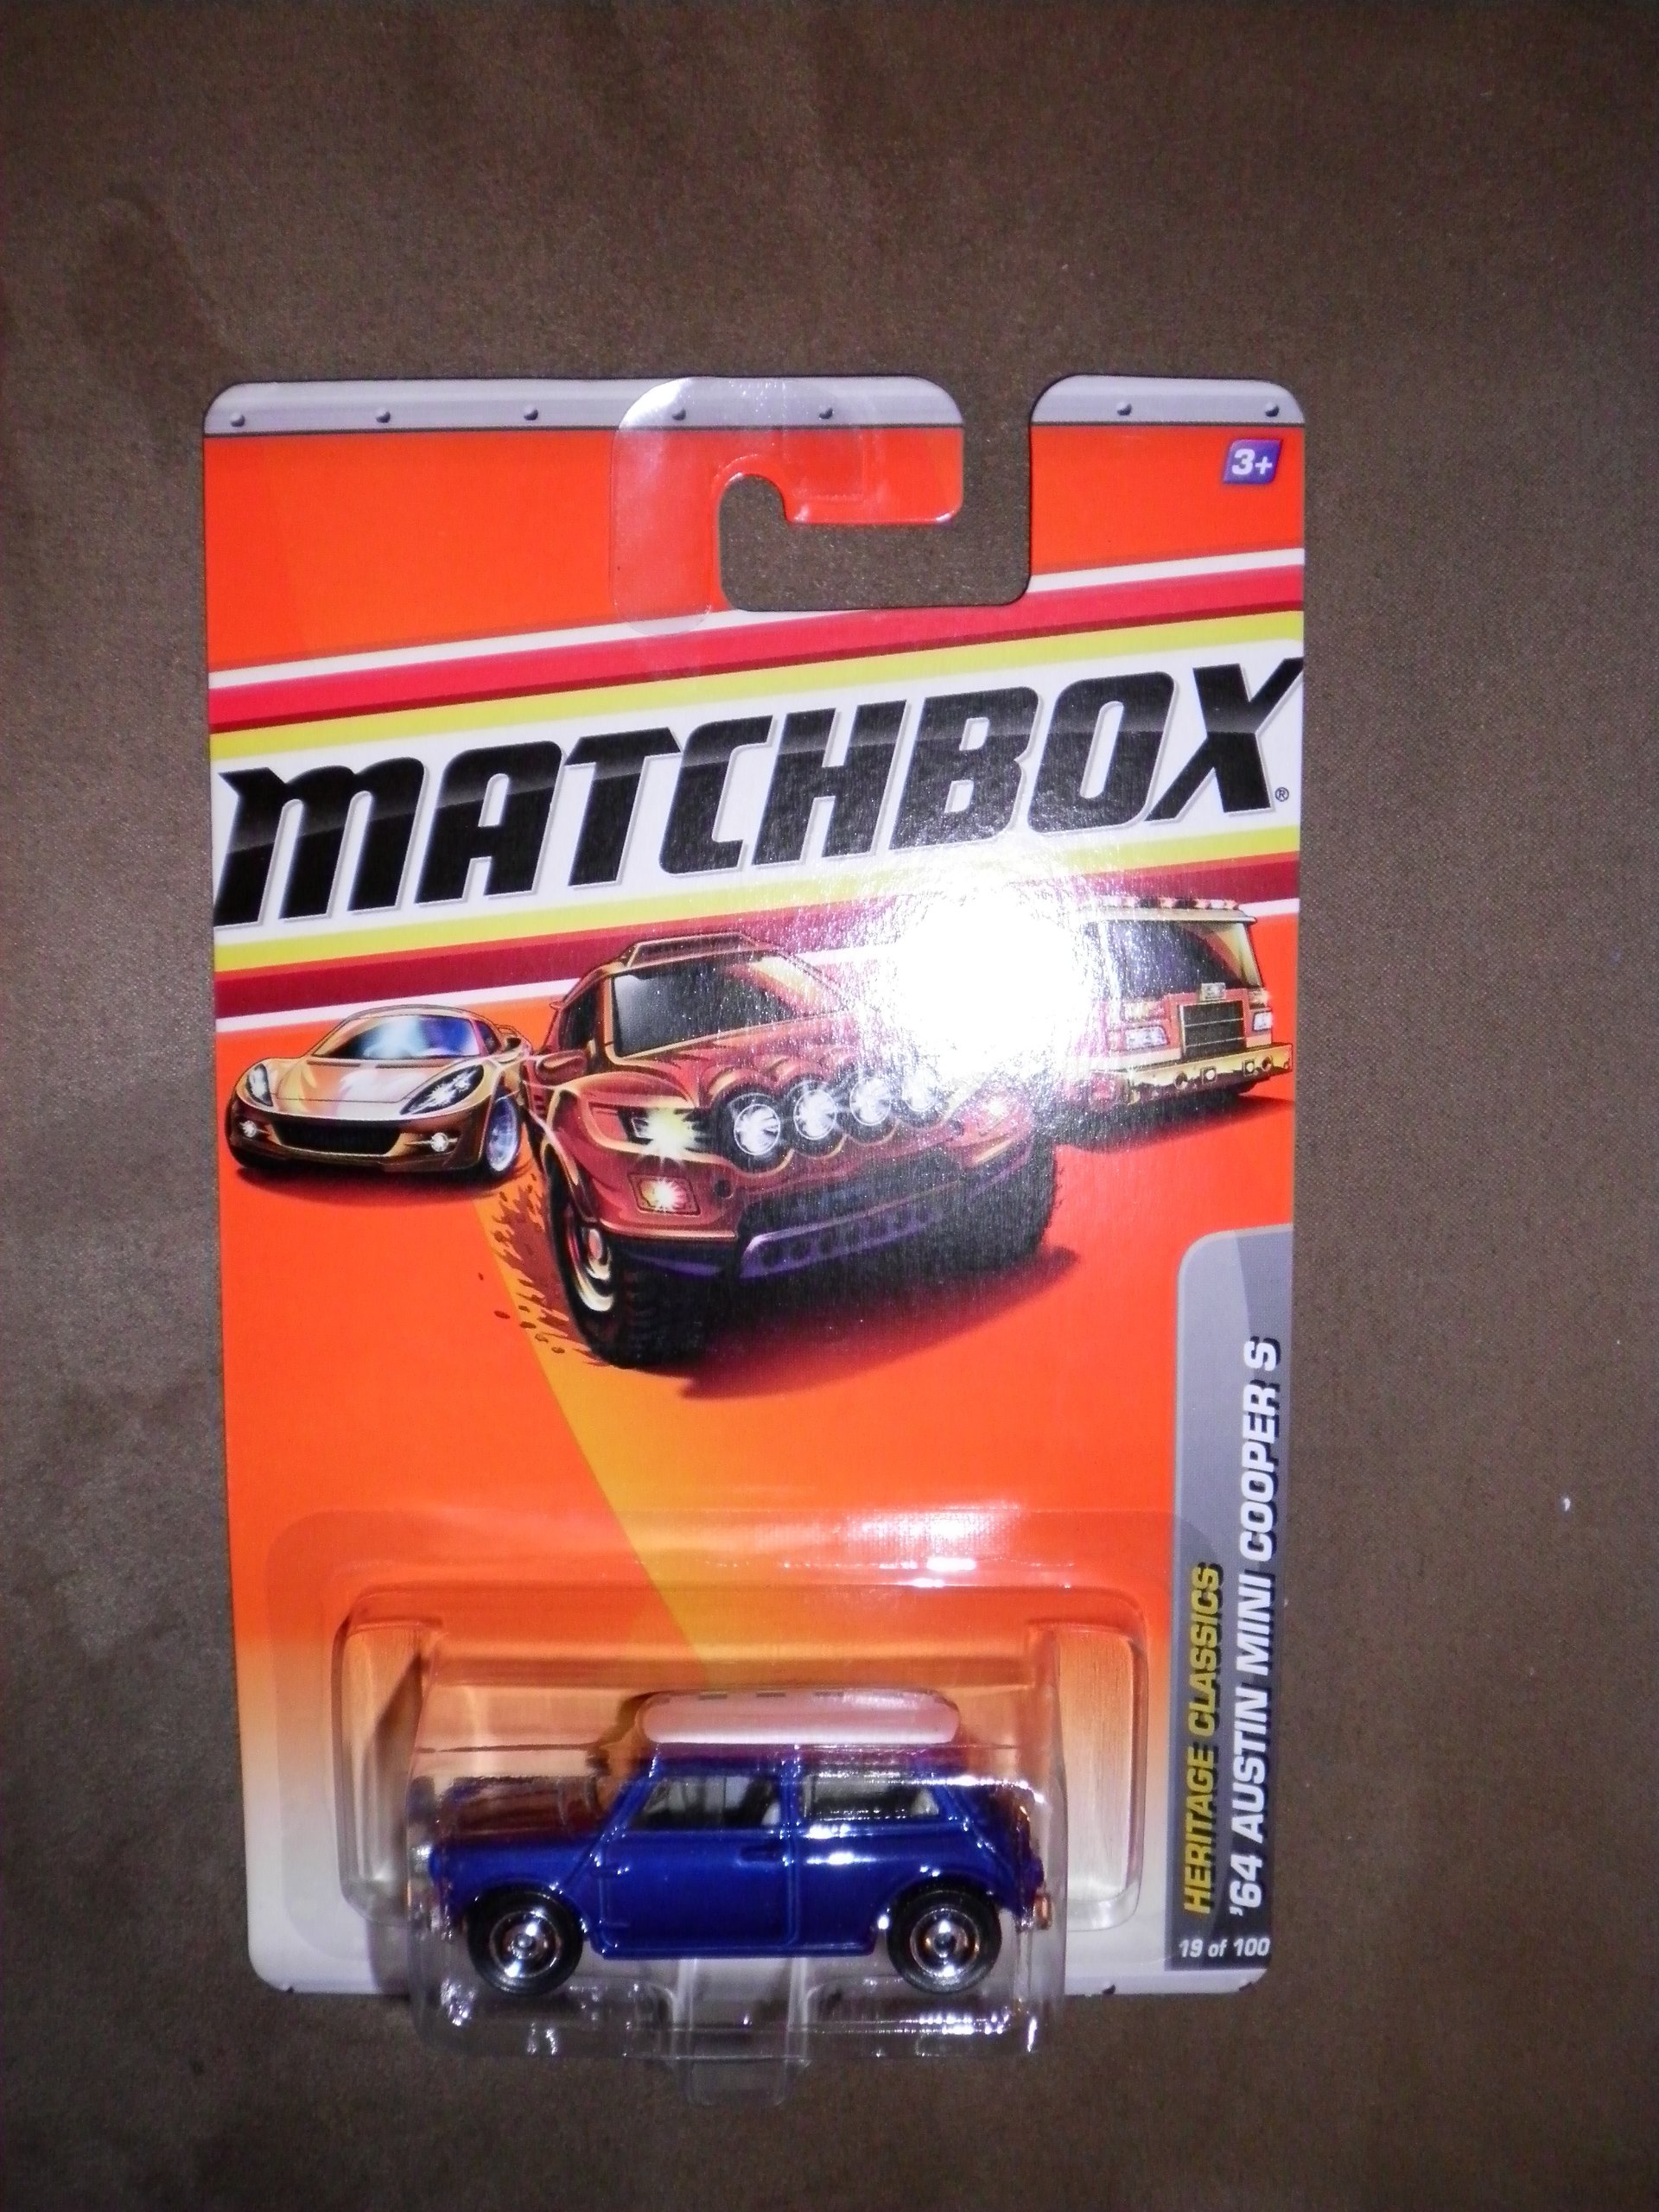 3+
MATCHBOX®
HERITAGE CLASSICS
'64 AUSTIN MINI COOPER S
19 of 100